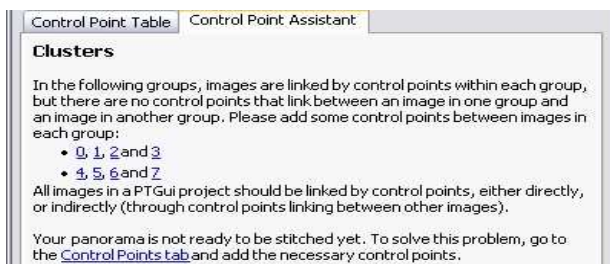 Control Point Table Control Point Assistant
Clusters
In the following groups, images are linked by control points within each group,
but there are no control points that link between an image in one group and
an image in another group. Please add some control points between images in
each group:
• 0, 1, 2 and 3
• 4, 5, 6 and 7
All images in a PTGui project should be linked by control points, either directly,
or indirectly (through control points linking between other images).
Your panorama is not ready to be stitched yet. To solve this problem, go to
the Control Points tab and add the necessary control points.